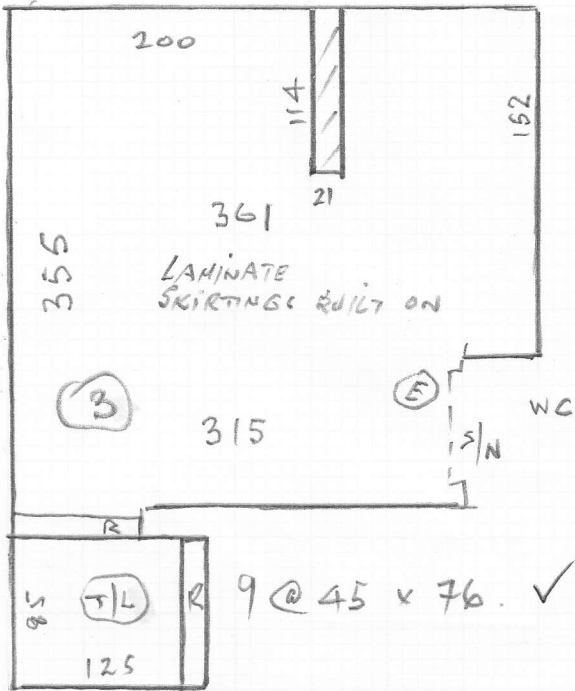 200
114
152
21
361
355
LAMINATE
SKIRTINGS BUILT ON
3
E
WC
315
S/N
R
85
T/L
R
9 @ 45 x 76. ✓
125